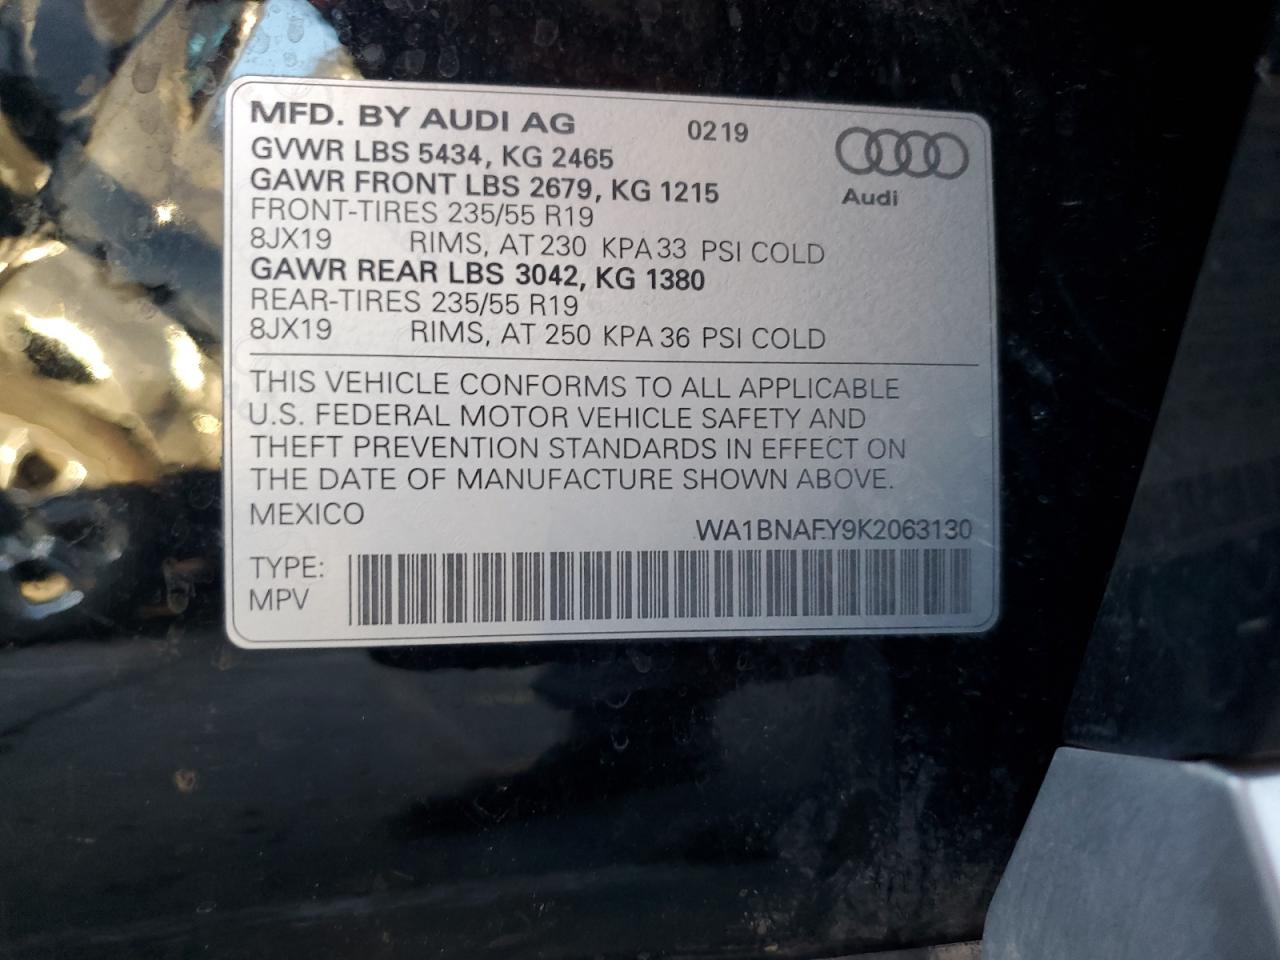 MFD. BY AUDI AG 0219
GVWR LBS 5434, KG 2465
GAWR FRONT LBS 2679, KG 1215
Audi
FRONT-TIRES 235/55 R19
8JX19 RIMS, AT 230 KPA 33 PSI COLD
GAWR REAR LBS 3042, KG 1380
REAR-TIRES 235/55 R19
8JX19 RIMS, AT 250 KPA 36 PSI COLD
THIS VEHICLE CONFORMS TO ALL APPLICABLE
U.S. FEDERAL MOTOR VEHICLE SAFETY AND
THEFT PREVENTION STANDARDS IN EFFECT ON
THE DATE OF MANUFACTURE SHOWN ABOVE.
MEXICO
WA1BNAFY9K2063130
TYPE:
MPV